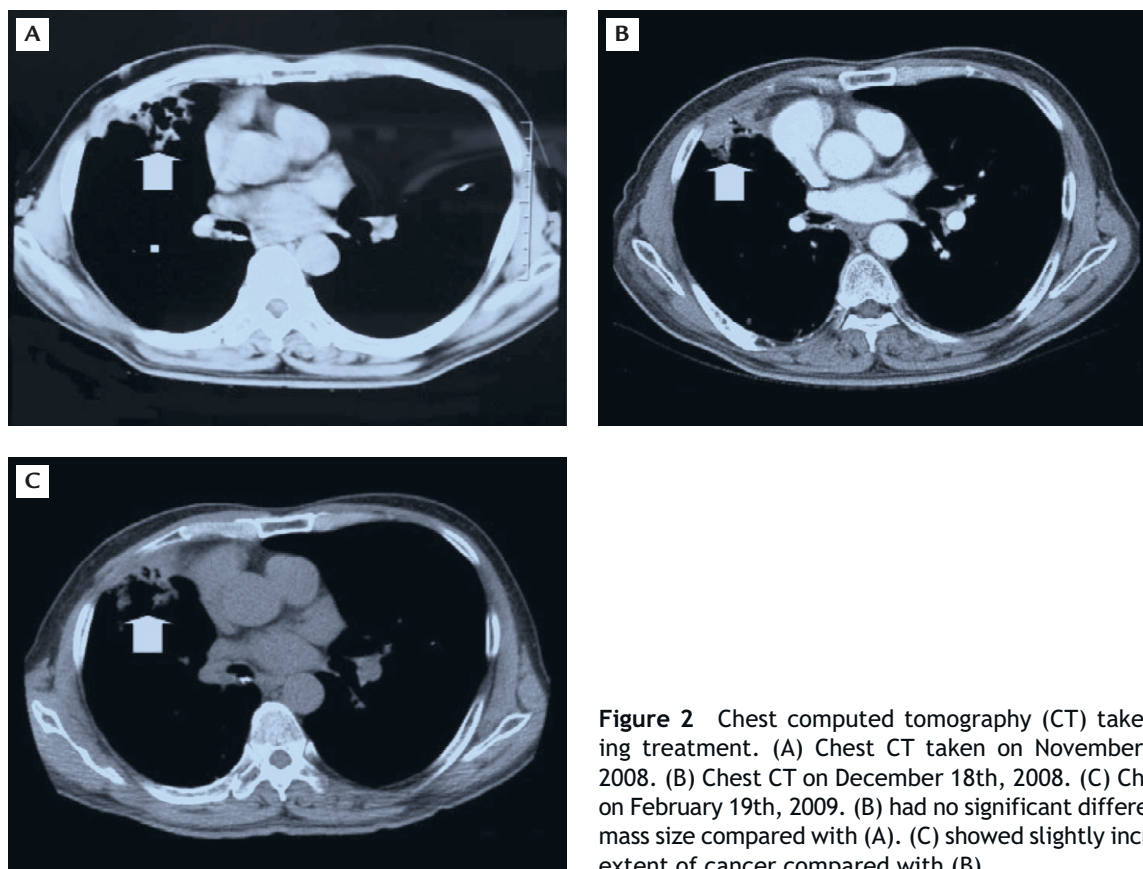 A
B
C
Figure 2 Chest computed tomography (CT) take
ing treatment. (A) Chest CT taken on November
2008. (B) Chest CT on December 18th, 2008. (C) Ch
on February 19th, 2009. (B) had no significant differe
mass size compared with (A). (C) showed slightly incr
extent of cancer compared with (B).